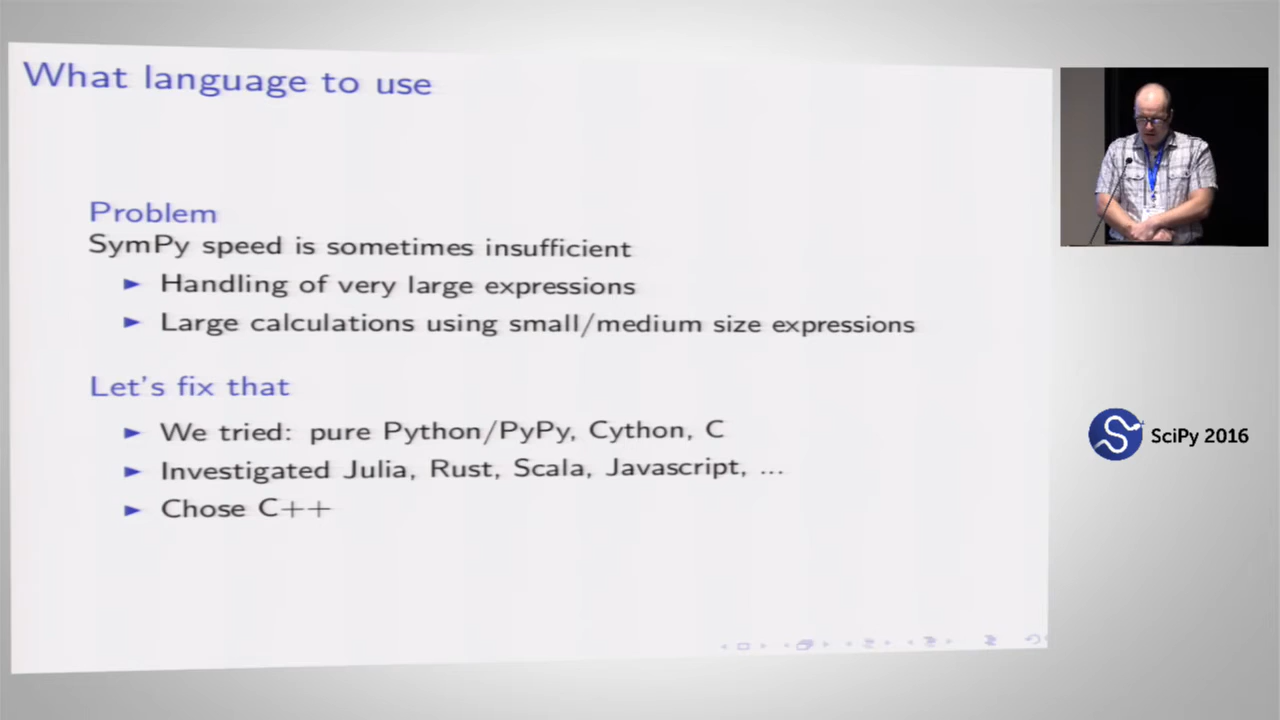 What language to use
Problem
SymPy speed is sometimes insufficient
Handling of very large expressions
Large calculations using small/medium size expressions
Let's fix that
We tried: pure Python/PyPy, Cython, C
Investigated Julia, Rust, Scala, Javascript, ...
Chose C++
SciPy 2016